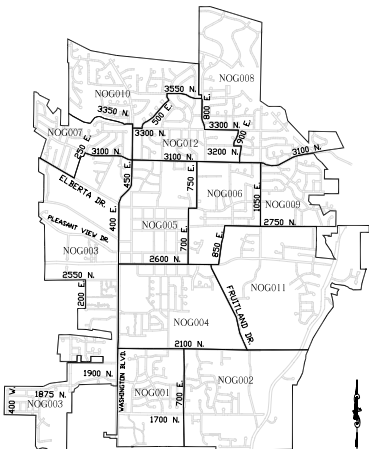 NOG008
3550 N.
NOG010
3350 N.
500 E.
800 E.
3300 N.
900 E.
NOG007
250 E.
3300 N.
NOG012
3200 N.
3100 N.
3100 N.
3100 N.
ELBERTA DR.
450 E.
750 E.
NOG006
1050 E.
NOG009
400 E.
PLEASANT VIEW DR.
NOG005
2750 N.
700 E.
850 E.
NOG003
2600 N.
2550 N.
200 E.
NOG011
FRUITLAND DR.
NOG004
2100 N.
WASHINGTON BLVD.
1900 N.
NOG002
400 W.
1875 N.
NOG003
NOG001
700 E.
1700 N.